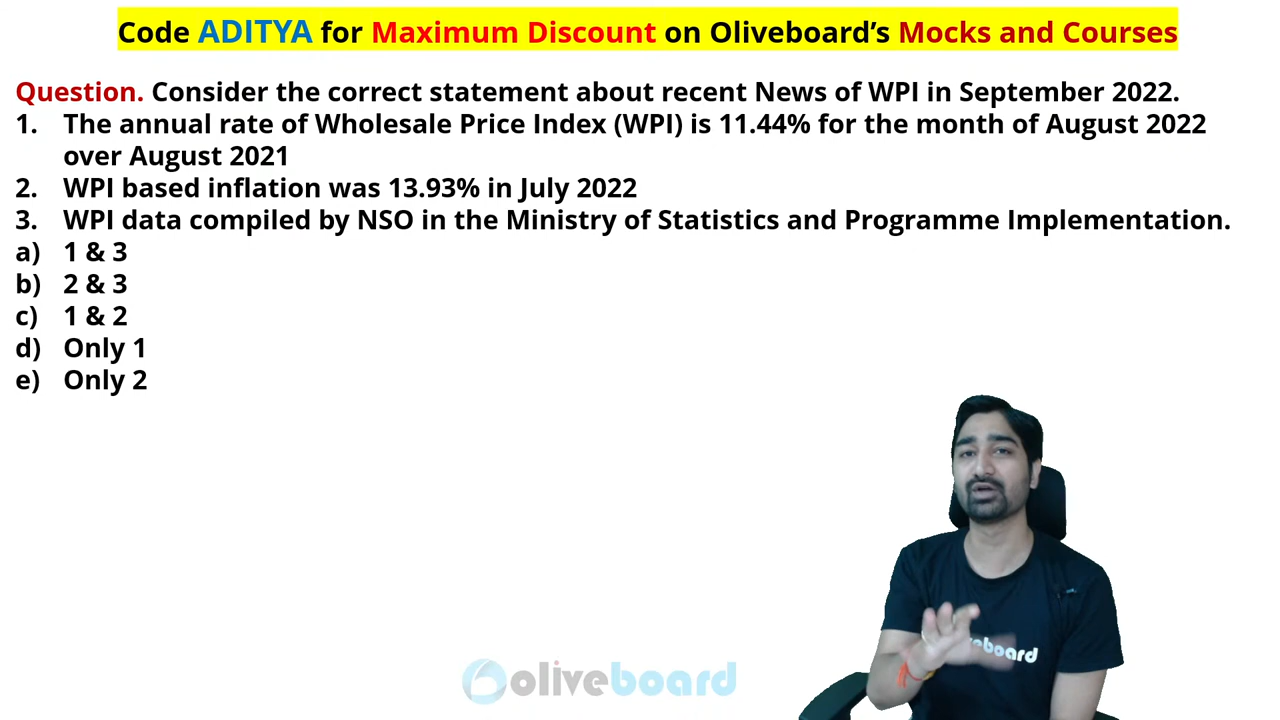 Code ADITYA for Maximum Discount on Oliveboard’s Mocks and Courses
Question. Consider the correct statement about recent News of WPI in September 2022.
1. The annual rate of Wholesale Price Index (WPI) is 11.44% for the month of August 2022
over August 2021
2. WPI based inflation was 13.93% in July 2022
3. WPI data compiled by NSO in the Ministry of Statistics and Programme Implementation.
a) 1 & 3
b) 2 & 3
c) 1 & 2
d) Only 1
e) Only 2
oliveboard